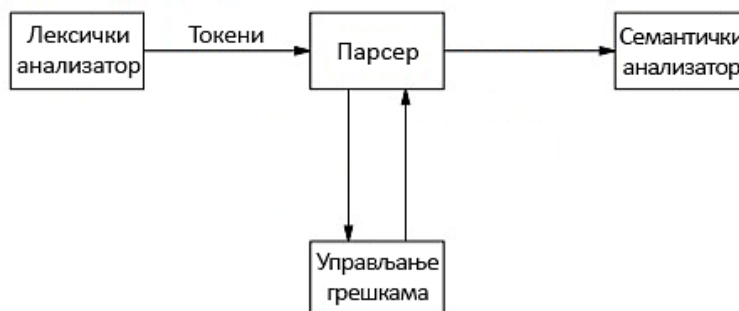 Лексички
анализатор
Токени
Парсер
Семантички
анализатор
Управљање
грешкама